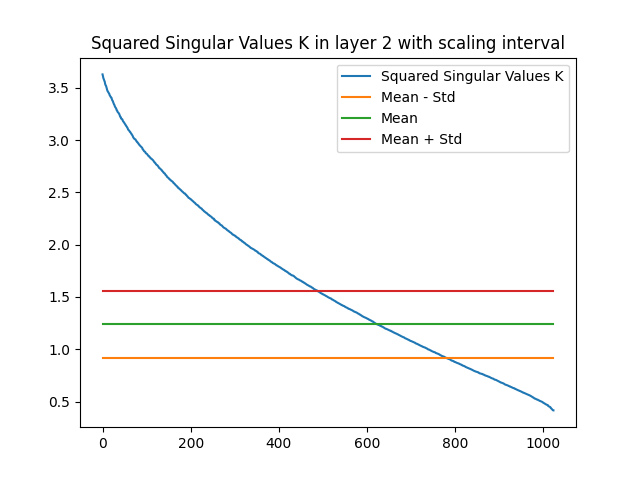 Squared Singular Values K in layer 2 with scaling interval
Squared Singular Values K
Mean - Std
Mean
Mean + Std
3.5
3.0
2.5
2.0
1.5
1.0
0.5
0 200 400 600 800 1000